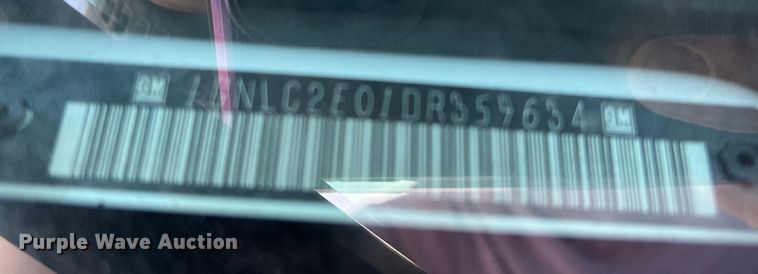 GM 1GNLC2E01DR359634 GM
Purple Wave Auction